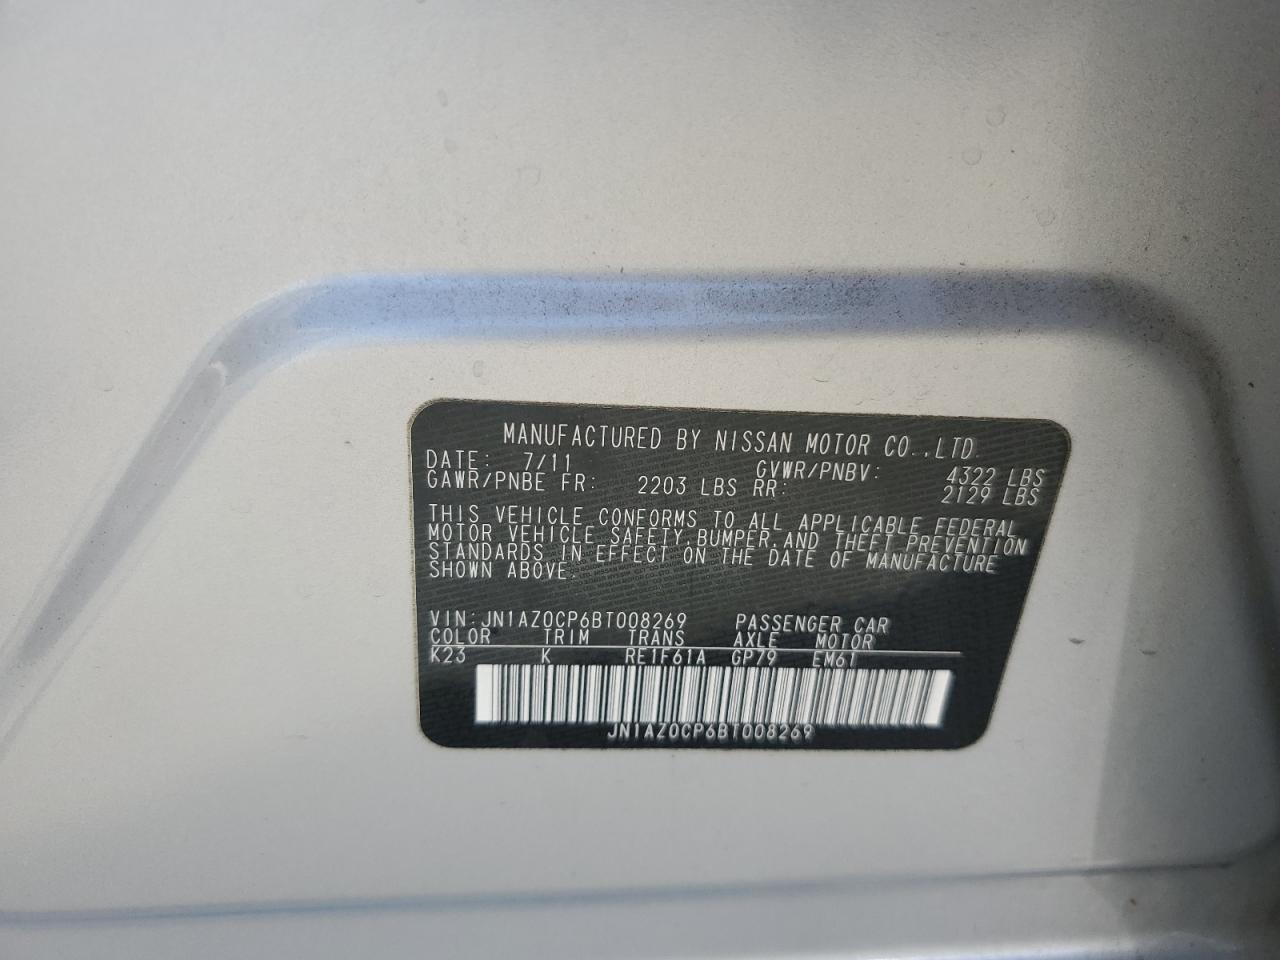 MANUFACTURED BY NISSAN MOTOR CO.,LTD.
DATE: 7/11 GVWR/PNBV: 4322 LBS
GAWR/PNBE FR: 2203 LBS RR: 2129 LBS
THIS VEHICLE CONFORMS TO ALL APPLICABLE FEDERAL
MOTOR VEHICLE SAFETY,BUMPER,AND THEFT PREVENTION
STANDARDS IN EFFECT ON THE DATE OF MANUFACTURE
SHOWN ABOVE.
VIN:JN1AZ0CP6BT008269 PASSENGER CAR
COLOR TRIM TRANS AXLE MOTOR
K23 K RE1F61A GP79 EM61
JN1AZ0CP6BT008269